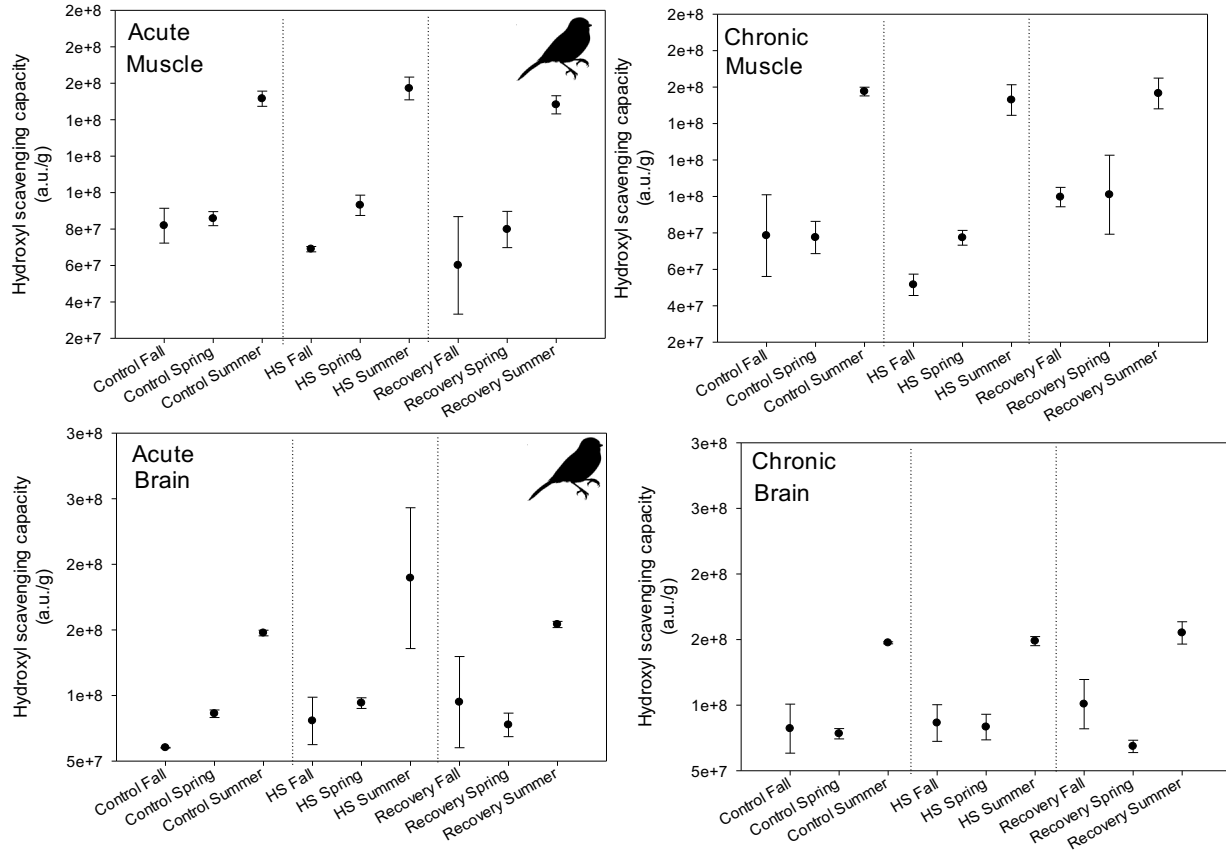 Acute
Muscle
Hydroxyl scavenging capacity
(a.u./g)
2e+8
2e+8
2e+8
1e+8
1e+8
1e+8
8e+7
6e+7
4e+7
2e+7
Control Fall
Control Spring
Control Summer
HS Fall
HS Spring
HS Summer
Recovery Fall
Recovery Spring
Recovery Summer
Chronic
Muscle
Hydroxyl scavenging capacity
(a.u./g)
2e+8
2e+8
2e+8
1e+8
1e+8
1e+8
8e+7
6e+7
4e+7
2e+7
Control Fall
Control Spring
Control Summer
HS Fall
HS Spring
HS Summer
Recovery Fall
Recovery Spring
Recovery Summer
Acute
Brain
Hydroxyl scavenging capacity
(a.u./g)
3e+8
3e+8
2e+8
2e+8
1e+8
5e+7
Control Fall
Control Spring
Control Summer
HS Fall
HS Spring
HS Summer
Recovery Fall
Recovery Spring
Recovery Summer
Chronic
Brain
Hydroxyl scavenging capacity
(a.u./g)
3e+8
3e+8
2e+8
2e+8
1e+8
5e+7
Control Fall
Control Spring
Control Summer
HS Fall
HS Spring
HS Summer
Recovery Fall
Recovery Spring
Recovery Summer